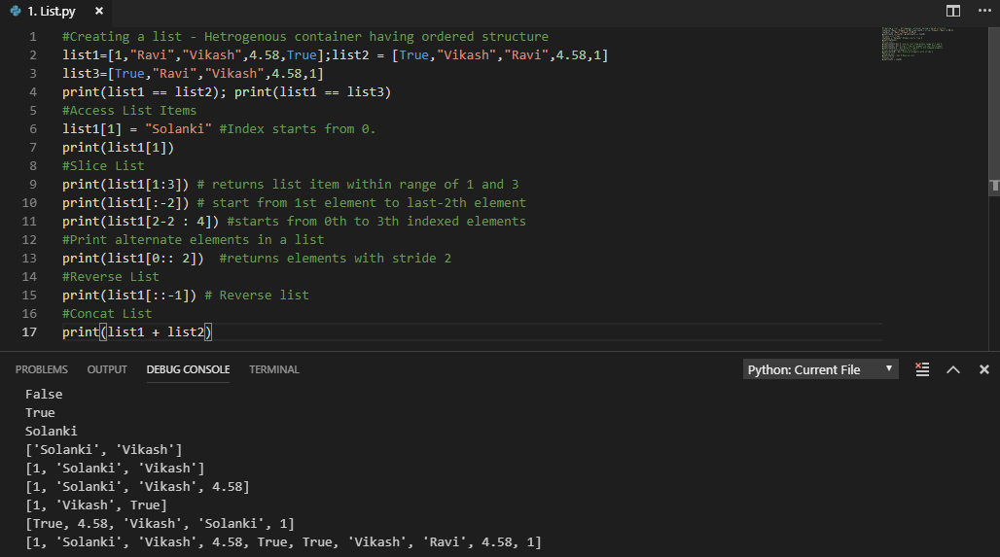 1. List.py
1 #Creating a list - Hetrogenous container having ordered structure
2 list1=[1,"Ravi","Vikash",4.58,True];list2 = [True,"Vikash","Ravi",4.58,1]
3 list3=[True,"Ravi","Vikash",4.58,1]
4 print(list1 == list2); print(list1 == list3)
5 #Access List Items
6 list1[1] = "Solanki" #Index starts from 0.
7 print(list1[1])
8 #Slice List
9 print(list1[1:3]) # returns list item within range of 1 and 3
10 print(list1[:-2]) # start from 1st element to last-2th element
11 print(list1[2-2 : 4]) #starts from 0th to 3th indexed elements
12 #Print alternate elements in a list
13 print(list1[0:: 2])  #returns elements with stride 2
14 #Reverse List
15 print(list1[::-1]) # Reverse list
16 #Concat List
17 print(list1 + list2)
PROBLEMS OUTPUT DEBUG CONSOLE TERMINAL Python: Current File
False
True
Solanki
['Solanki', 'Vikash']
[1, 'Solanki', 'Vikash']
[1, 'Solanki', 'Vikash', 4.58]
[1, 'Vikash', True]
[True, 4.58, 'Vikash', 'Solanki', 1]
[1, 'Solanki', 'Vikash', 4.58, True, True, 'Vikash', 'Ravi', 4.58, 1]